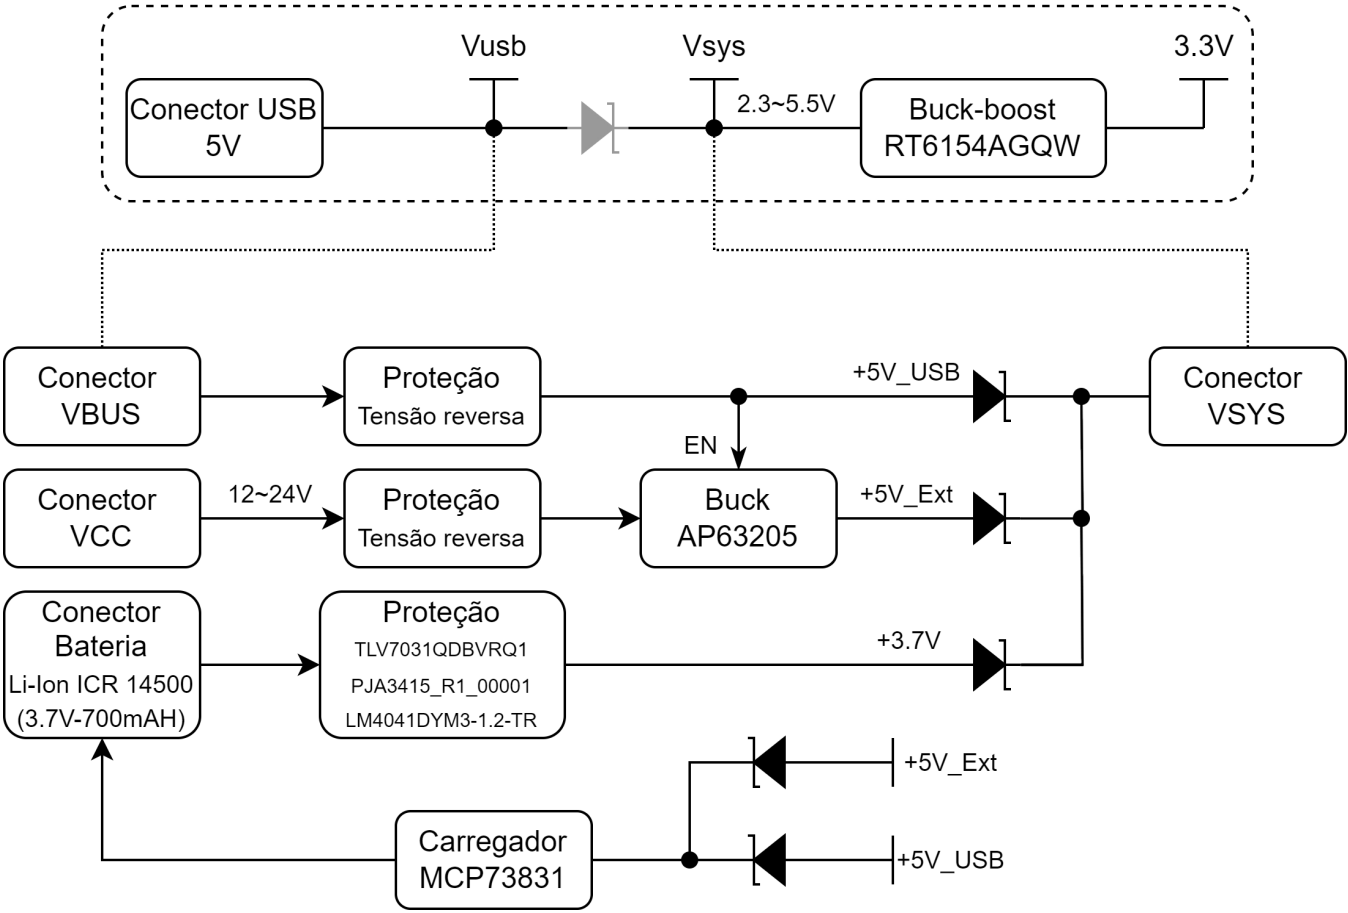 Vusb
Vsys
3.3V
Conector USB
5V
2.3~5.5V
Buck-boost
RT6154AGQW
Conector
VBUS
Proteção
Tensão reversa
+5V_USB
Conector
VSYS
EN
Conector
VCC
12~24V
Proteção
Tensão reversa
Buck
AP63205
+5V_Ext
Conector
Bateria
Li-Ion ICR 14500
(3.7V-700mAH)
Proteção
TLV7031QDBVRQ1
PJA3415_R1_00001
LM4041DYM3-1.2-TR
+3.7V
+5V_Ext
Carregador
MCP73831
+5V_USB